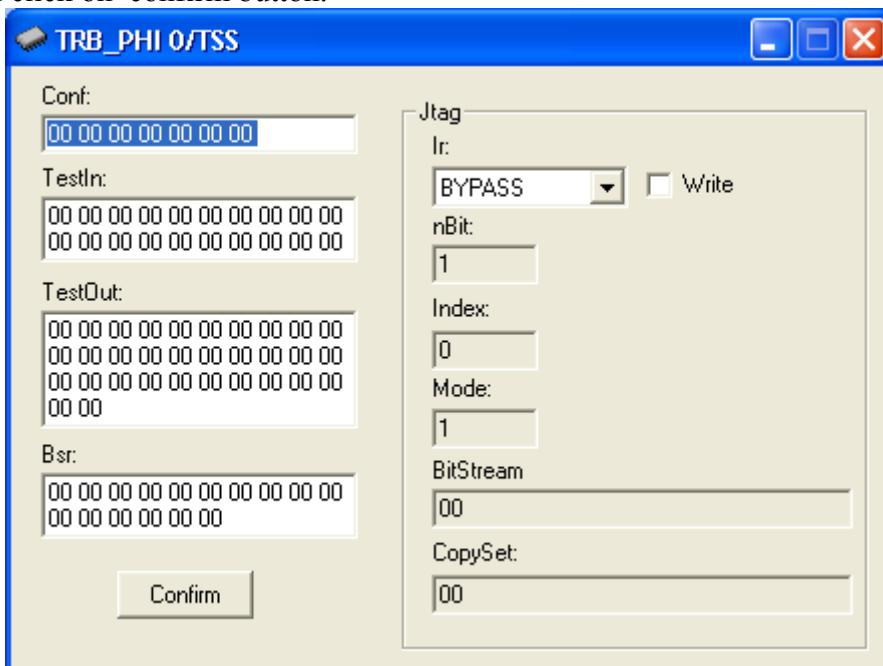 click on confirm button.
TRB_PHI 0/TSS
Conf:
00 00 00 00 00 00 00
TestIn:
00 00 00 00 00 00 00 00 00 00
00 00 00 00 00 00 00 00 00 00
TestOut:
00 00 00 00 00 00 00 00 00 00
00 00 00 00 00 00 00 00 00 00
00 00 00 00 00 00 00 00 00 00
00 00
Bsr:
00 00 00 00 00 00 00 00 00 00
00 00 00 00 00 00
Confirm
Jtag
Ir:
BYPASS
Write
nBit:
1
Index:
0
Mode:
1
BitStream
00
CopySet:
00